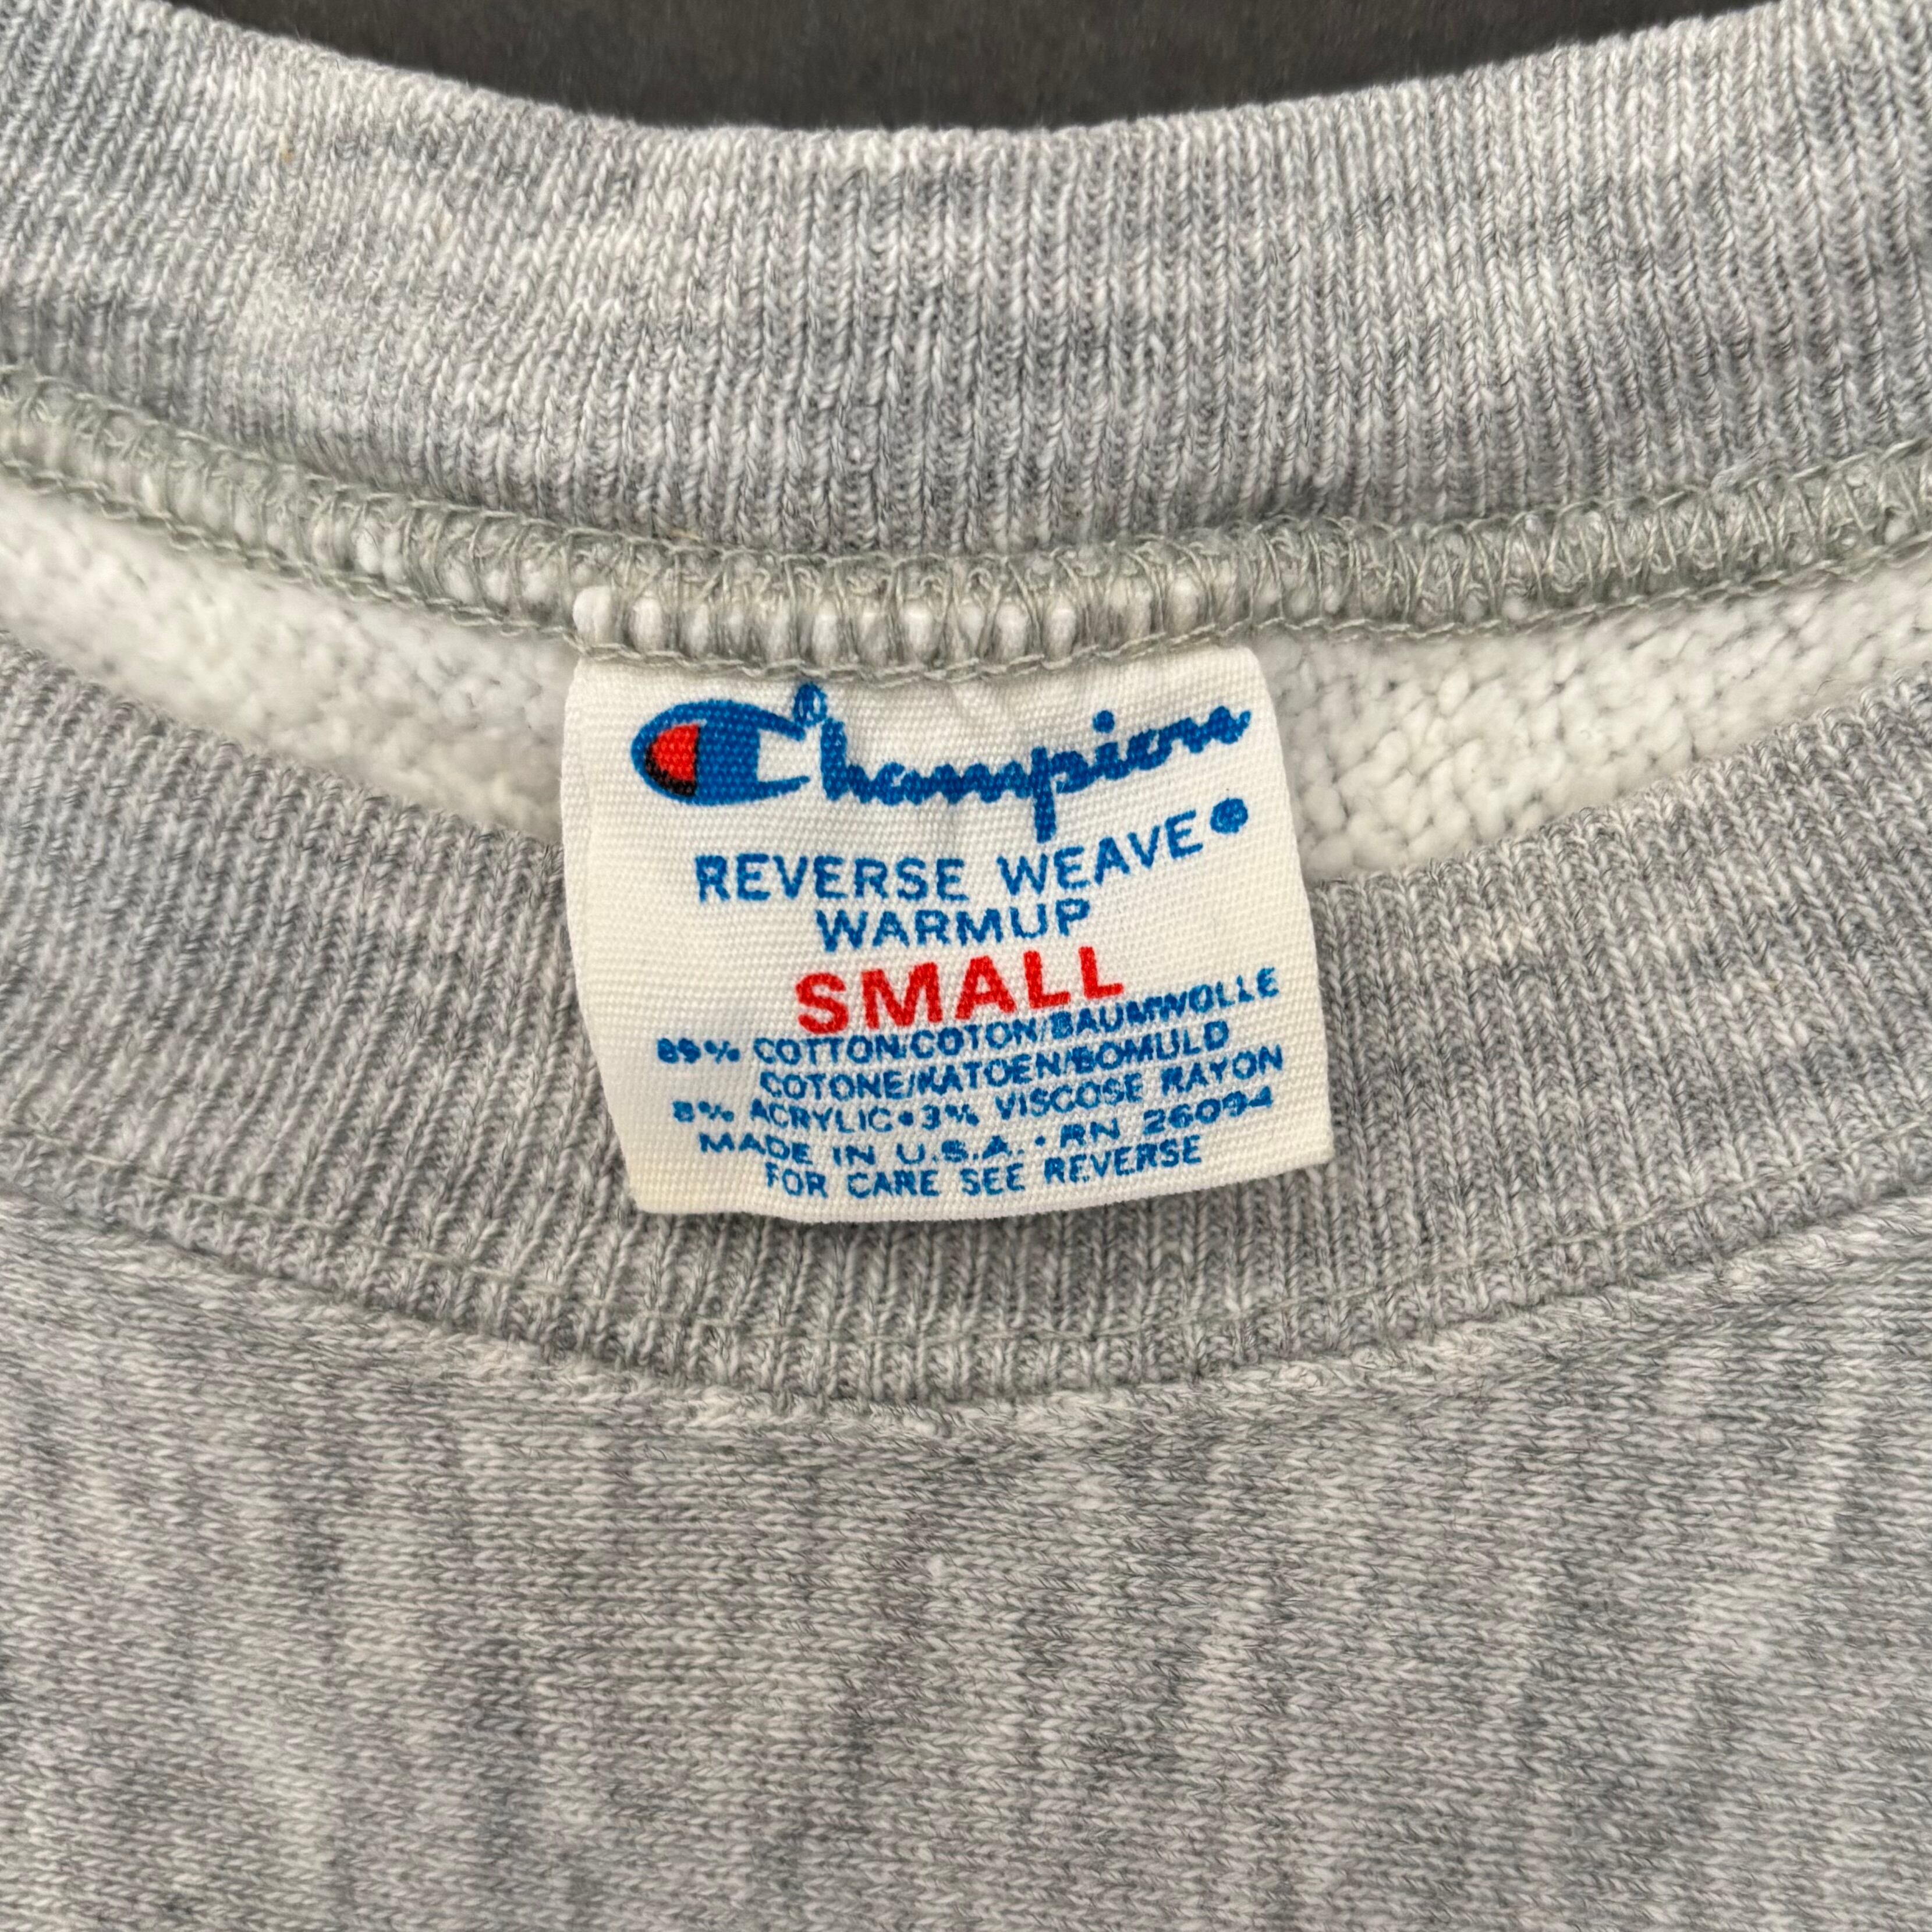 Champion®
REVERSE WEAVE®
WARMUP
SMALL
89% COTTON/COTON/BAUMWOLLE
COTONE/KATOEN/BOMULD
8% ACRYLIC•3% VISCOSE RAYON
MADE IN U.S.A. • RN 26094
FOR CARE SEE REVERSE